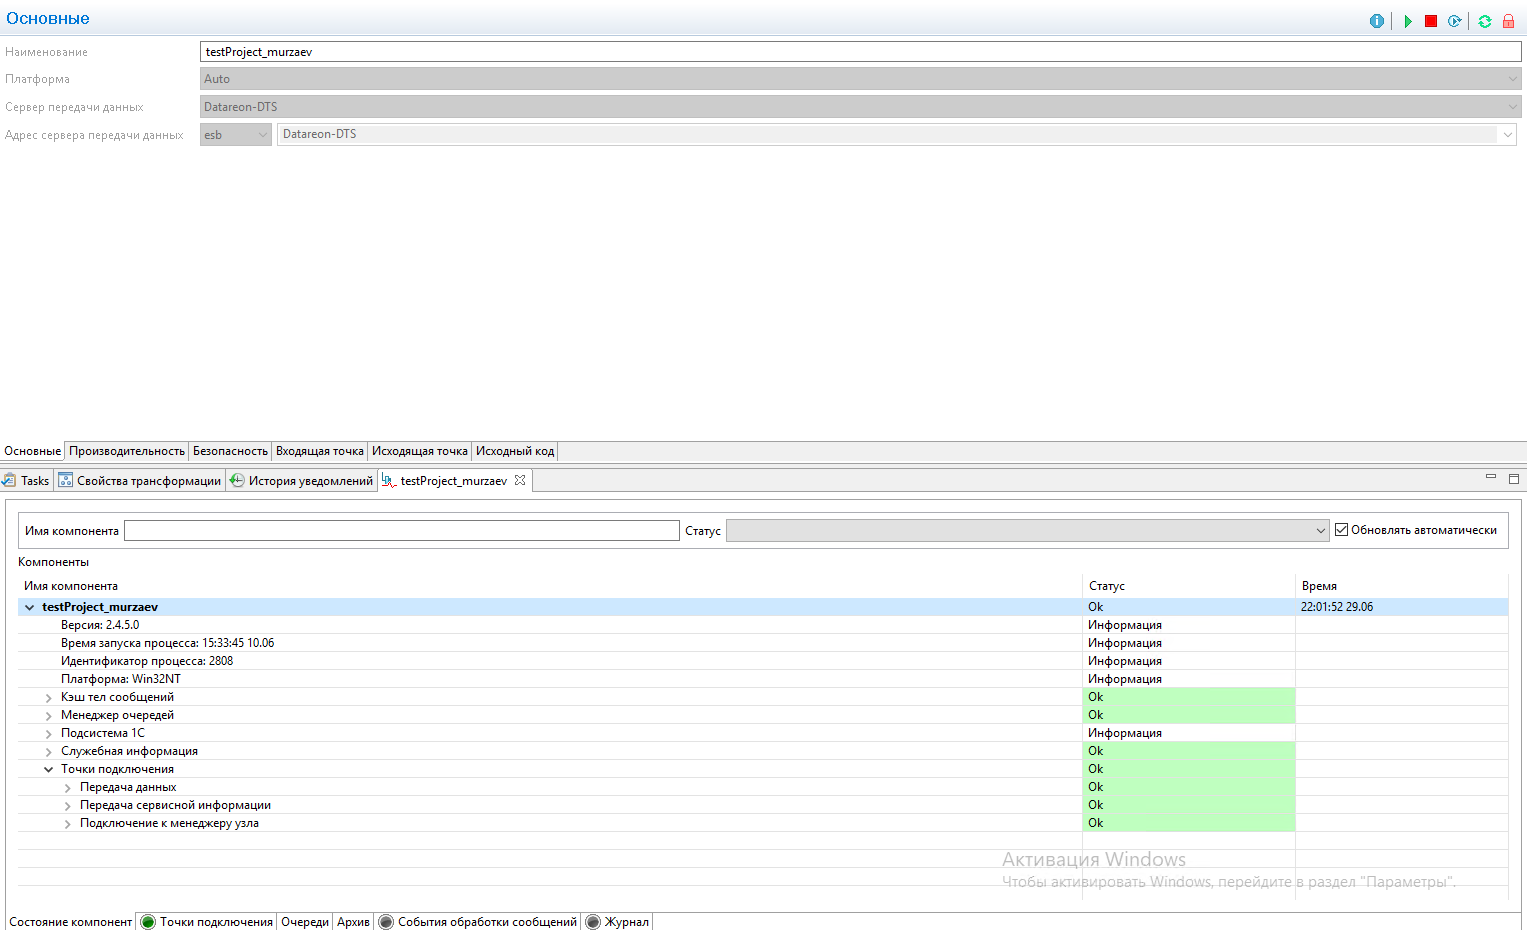 Основные
Наименование testProject_murzaev
Платформа Auto
Сервер передачи данных Datareon-DTS
Адрес сервера передачи данных esb Datareon-DTS
Основные Производительность Безопасность Входящая точка Исходящая точка Исходный код
Tasks Свойства трансформации История уведомлений testProject_murzaev
Имя компонента Статус Обновлять автоматически
Компоненты
Имя компонента Статус Время
testProject_murzaev Ok 22:01:52 29.06
Версия: 2.4.5.0 Информация
Время запуска процесса: 15:33:45 10.06 Информация
Идентификатор процесса: 2808 Информация
Платформа: Win32NT Информация
Кэш тел сообщений Ok
Менеджер очередей Ok
Подсистема 1С Информация
Служебная информация Ok
Точки подключения Ok
Передача данных Ok
Передача сервисной информации Ok
Подключение к менеджеру узла Ok
Активация Windows
Чтобы активировать Windows, перейдите в раздел "Параметры".
Состояние компонент Точки подключения Очереди Архив События обработки сообщений Журнал